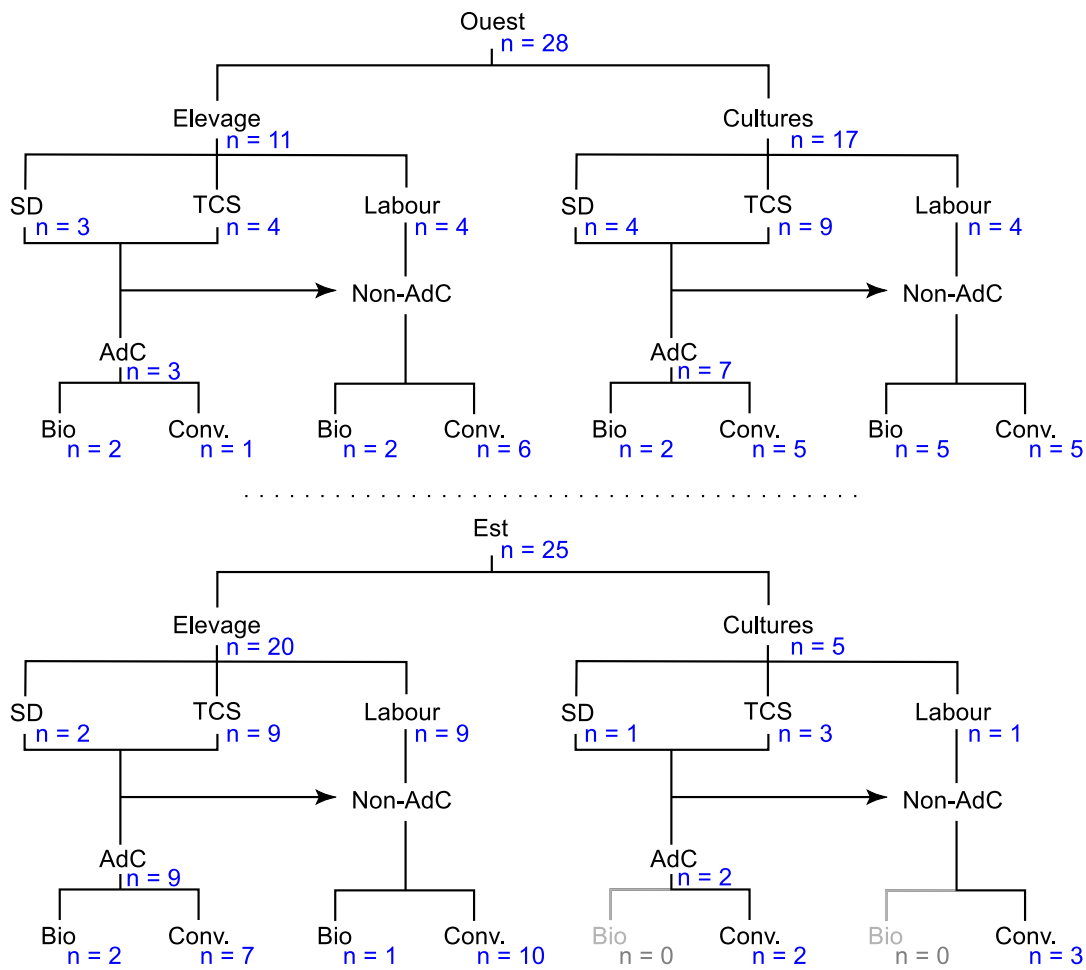 Ouest
n = 28
Elevage
n = 11
Cultures
n = 17
SD
n = 3
TCS
n = 4
Labour
n = 4
SD
n = 4
TCS
n = 9
Labour
n = 4
Non-AdC
Non-AdC
AdC
n = 3
AdC
n = 7
Bio
n = 2
Conv.
n = 1
Bio
n = 2
Conv.
n = 6
Bio
n = 2
Conv.
n = 5
Bio
n = 5
Conv.
n = 5
Est
n = 25
Elevage
n = 20
Cultures
n = 5
SD
n = 2
TCS
n = 9
Labour
n = 9
SD
n = 1
TCS
n = 3
Labour
n = 1
Non-AdC
Non-AdC
AdC
n = 9
AdC
n = 2
Bio
n = 2
Conv.
n = 7
Bio
n = 1
Conv.
n = 10
Bio
n = 0
Conv.
n = 2
Bio
n = 0
Conv.
n = 3